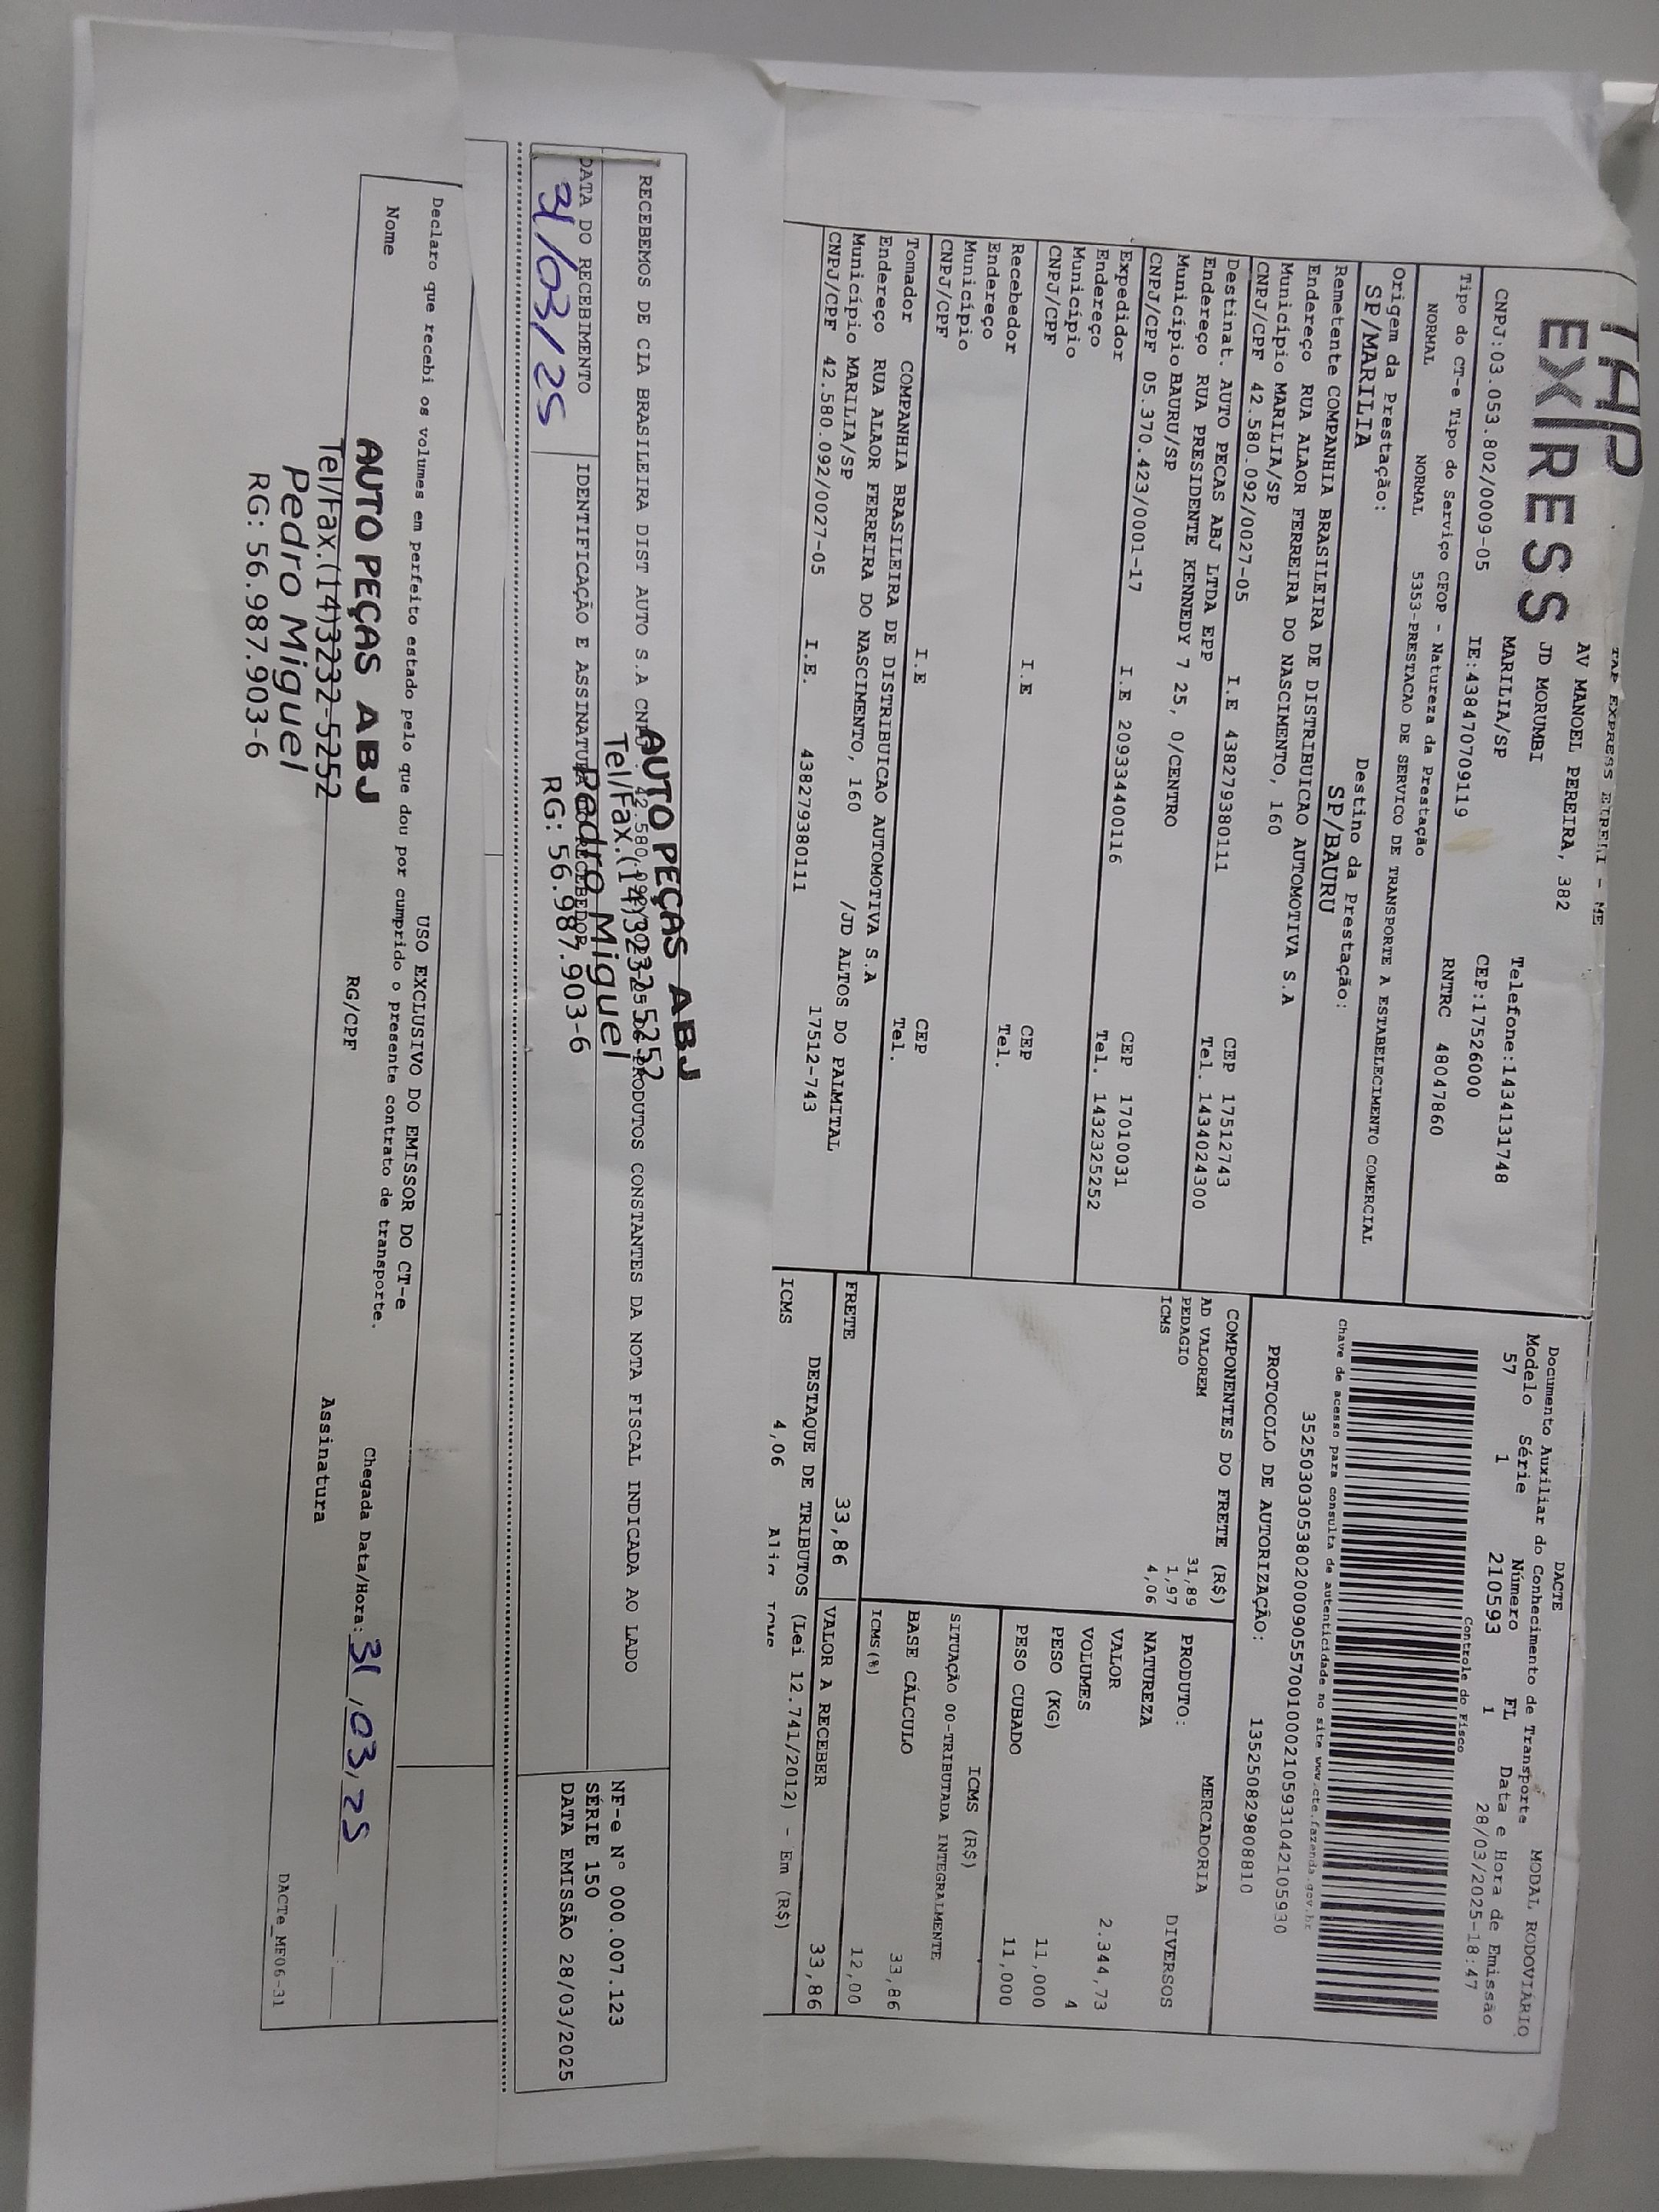 TAP
EXPRESS
TAP EXPRESS EIRELI - ME
AV MANOEL PEREIRA, 382
JD MORUMBI
MARILIA/SP
Telefone:1434131748
CNPJ:03.053.802/0009-05
IE:438470709119
CEP:17526000
RNTRC 48047860
Tipo do CT-e Tipo do Serviço CFOP - Natureza da Prestação
NORMAL NORMAL 5353-PRESTACAO DE SERVICO DE TRANSPORTE A ESTABELECIMENTO COMERCIAL
Origem da Prestação: Destino da Prestação:
SP/MARILIA SP/BAURU
Remetente COMPANHIA BRASILEIRA DE DISTRIBUICAO AUTOMOTIVA S.A
Endereço RUA ALAOR FERREIRA DO NASCIMENTO, 160
Município MARILIA/SP CEP 17512743
CNPJ/CPF 42.580.092/0027-05 I.E 438279380111 Tel. 1434024300
Destinat. AUTO PECAS ABJ LTDA EPP
Endereço RUA PRESIDENTE KENNEDY 7 25, 0/CENTRO
Município BAURU/SP CEP 17010031
CNPJ/CPF 05.370.423/0001-17 I.E 209334400116 Tel. 1432325252
Expedidor
Endereço
Município CEP
CNPJ/CPF I.E Tel.
Recebedor
Endereço
Município CEP
CNPJ/CPF I.E Tel.
Tomador COMPANHIA BRASILEIRA DE DISTRIBUICAO AUTOMOTIVA S.A
Endereço RUA ALAOR FERREIRA DO NASCIMENTO, 160 /JD ALTOS DO PALMITAL
Município MARILIA/SP 17512-743
CNPJ/CPF 42.580.092/0027-05 I.E. 438279380111
DACTE
Documento Auxiliar do Conhecimento de Transporte MODAL RODOVIÁRIO
Modelo Série Número FL Data e Hora de Emissão
57 1 210593 1 28/03/2025-18:47
Controle do Fisco
Chave de acesso para consulta de autenticidade no site www.cte.fazenda.gov.br
PROTOCOLO DE AUTORIZAÇÃO: 135250829808810
COMPONENTES DO FRETE (R$)
AD VALOREM 31,89
PEDAGIO 1,97
ICMS 4,06
PRODUTO: MERCADORIA
NATUREZA DIVERSOS
VALOR 2.344,73
VOLUMES 4
PESO (KG) 11,000
PESO CUBADO 11,000
ICMS (R$)
SITUAÇÃO 00-TRIBUTADA INTEGRALMENTE
BASE CÁLCULO 33,86
ICMS(%) 12,00
FRETE 33,86 VALOR A RECEBER 33,86
DESTAQUE DE TRIBUTOS (Lei 12.741/2012) - Em (R$)
ICMS 4,06
RECEBEMOS DE CIA BRASILEIRA DIST AUTO S.A PRODUTOS CONSTANTES DA NOTA FISCAL INDICADA AO LADO
DATA DO RECEBIMENTO IDENTIFICAÇÃO E ASSINATURA DO RECEBEDOR
31/03/25
AUTO PEÇAS ABJ
Tel/Fax.(14)3232-5252
Pedro Miguel
RG: 56.987.903-6
NF-e N° 000.007.123
SÉRIE 150
DATA EMISSÃO 28/03/2025
USO EXCLUSIVO DO EMISSOR DO CT-e
Declaro que recebi os volumes em perfeito estado pelo que dou por cumprido o presente contrato de transporte.
Nome RG/CPF Chegada Data/Hora: 31/03/25
Assinatura
AUTO PEÇAS ABJ
Tel/Fax.(14)3232-5252
Pedro Miguel
RG: 56.987.903-6
DACTe_MF06-31